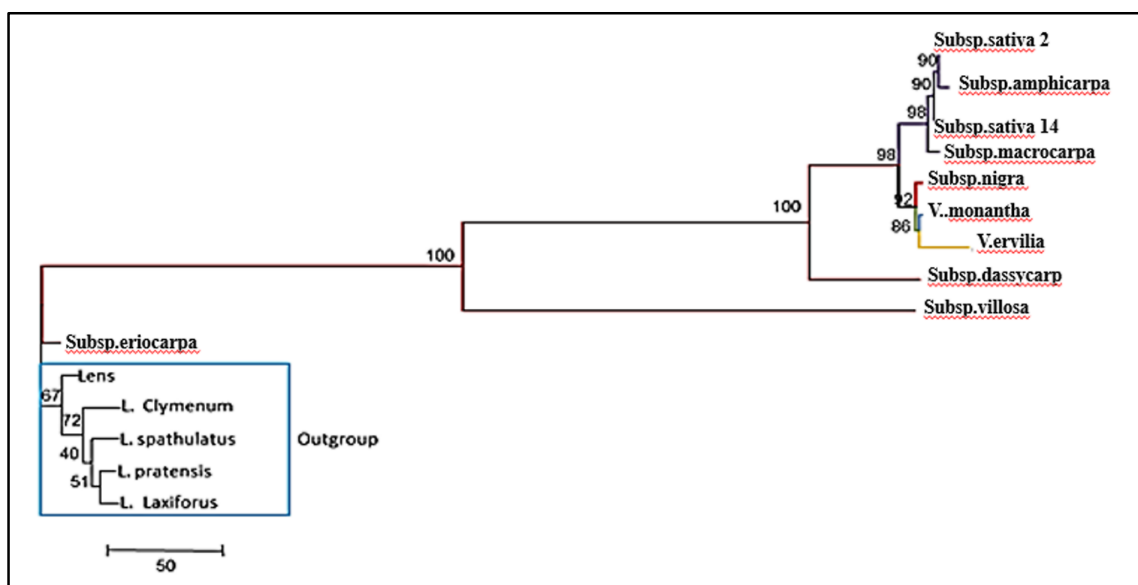 Subsp.sativa 2
90
Subsp.amphicarpa
90
98
Subsp.sativa 14
Subsp.macrocarpa
98
Subsp.nigra
92
V..monantha
86
V.ervilia
100
Subsp.dassycarp
100
Subsp.villosa
Subsp.eriocarpa
Lens
67
L. Clymenum
72
L. spathulatus
Outgroup
40
L. pratensis
51
L. Laxiforus
50